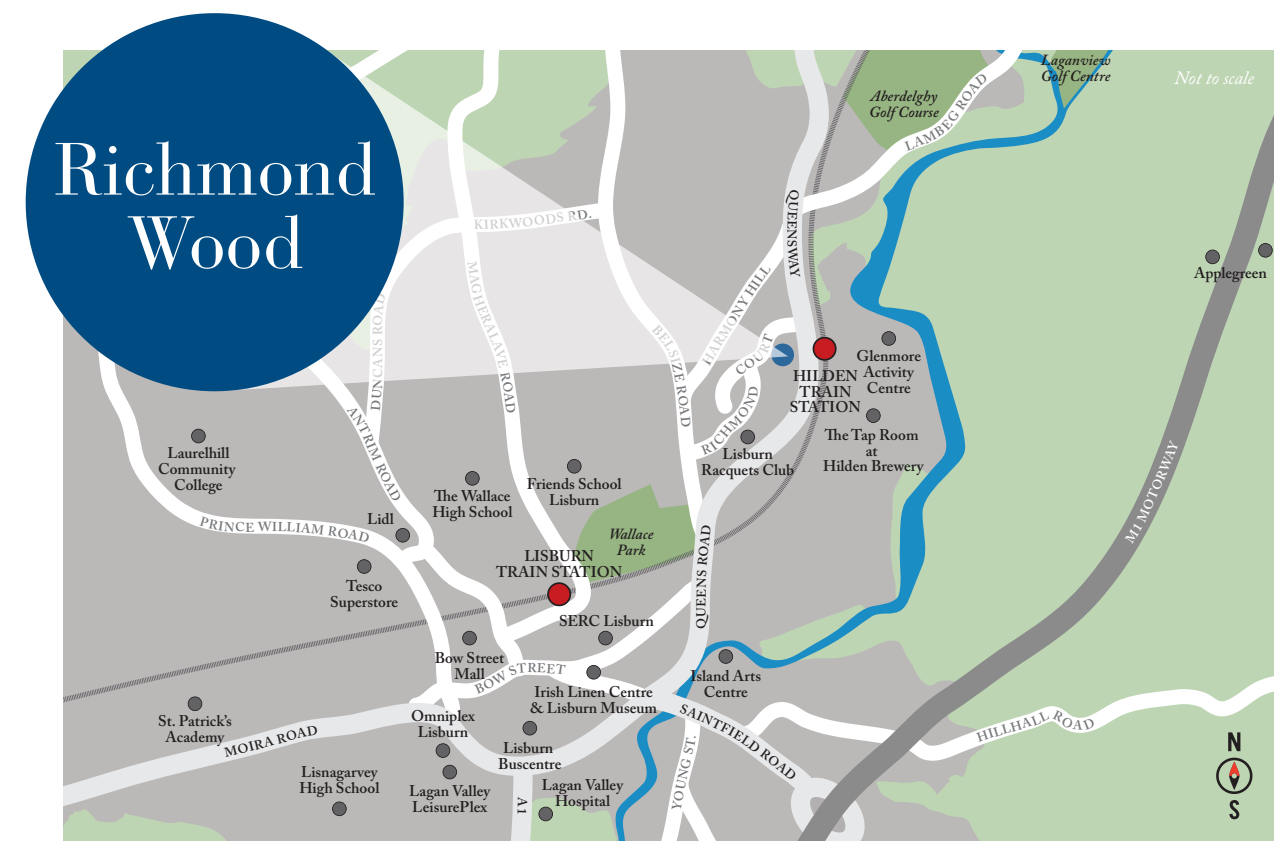 Richmond
Wood
Laganview
Golf Centre
Not to scale
Aberdelghy
Golf Course
LAMBEG ROAD
QUEENSWAY
KIRKWOODS RD.
Applegreen
MAGHERALAVE ROAD
HARMONY HILL
DUNCANS ROAD
BELSIZE ROAD
COURT
RICHMOND
HILDEN
TRAIN
STATION
Glenmore
Activity
Centre
The Tap Room
at
Hilden Brewery
Lisburn
Racquets Club
ANTRIM ROAD
Laurelhill
Community
College
The Wallace
High School
Friends School
Lisburn
M1 MOTORWAY
PRINCE WILLIAM ROAD
Lidl
Wallace
Park
LISBURN
TRAIN STATION
QUEENS ROAD
Tesco
Superstore
SERC Lisburn
Bow Street
Mall
BOW STREET
Irish Linen Centre
& Lisburn Museum
Island Arts
Centre
St. Patrick's
Academy
MOIRA ROAD
Omniplex
Lisburn
SAINTFIELD ROAD
HILLHALL ROAD
Lisburn
Buscentre
YOUNG ST.
Lisnagarvey
High School
Lagan Valley
LeisurePlex
A1
Lagan Valley
Hospital
N
S